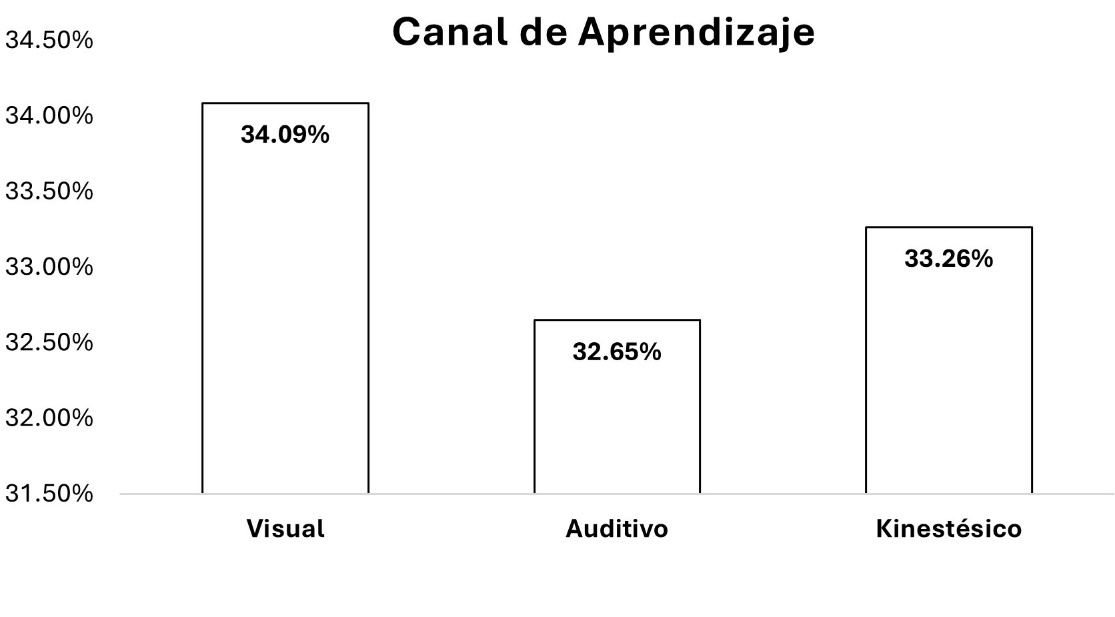 Canal de Aprendizaje
34.50%
34.00%
33.50%
33.00%
32.50%
32.00%
31.50%
34.09%
32.65%
33.26%
Visual
Auditivo
Kinestésico